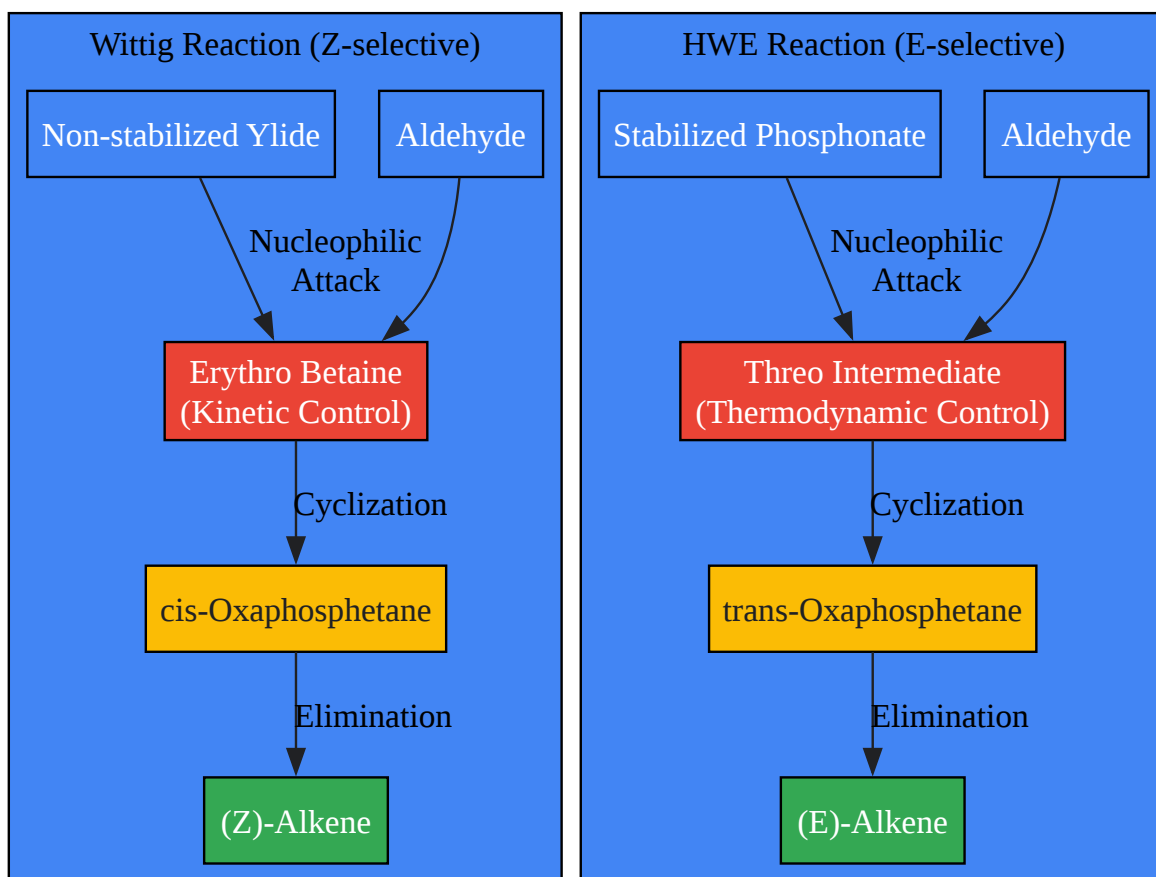 Wittig Reaction (Z-selective)
Non-stabilized Ylide
Aldehyde
Nucleophilic
Attack
Erythro Betaine
(Kinetic Control)
Cyclization
cis-Oxaphosphetane
Elimination
(Z)-Alkene
HWE Reaction (E-selective)
Stabilized Phosphonate
Aldehyde
Nucleophilic
Attack
Threo Intermediate
(Thermodynamic Control)
Cyclization
trans-Oxaphosphetane
Elimination
(E)-Alkene